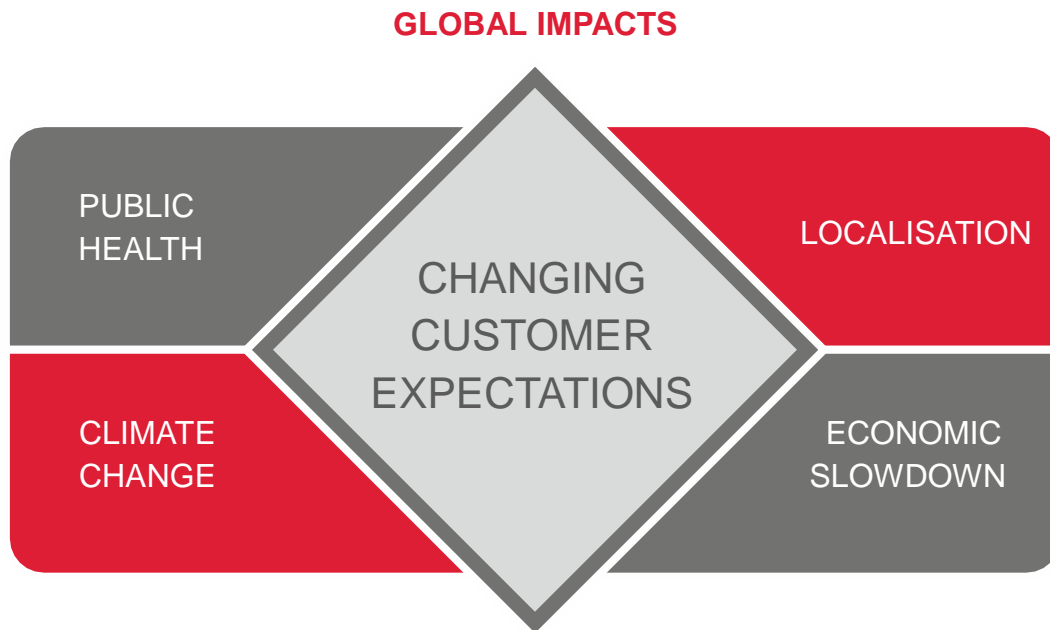 GLOBAL IMPACTS
PUBLIC
HEALTH
LOCALISATION
CHANGING
CUSTOMER
EXPECTATIONS
CLIMATE
CHANGE
ECONOMIC
SLOWDOWN